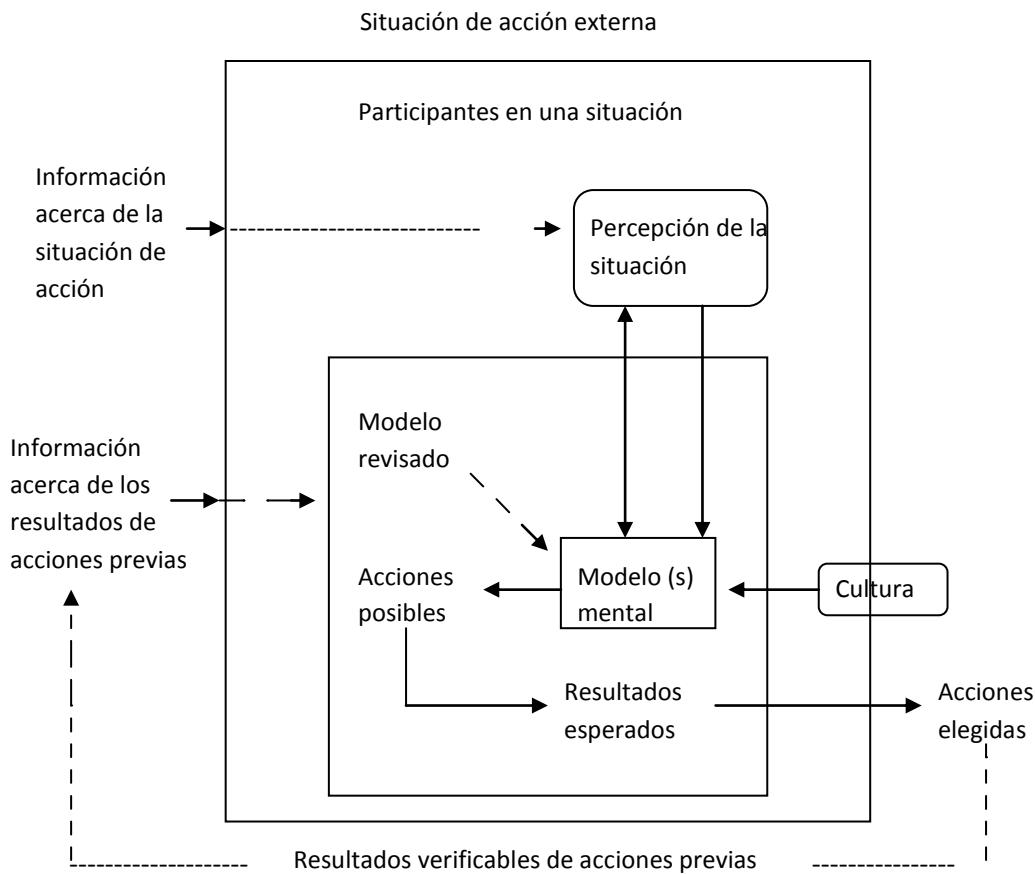 Situación de acción externa
Participantes en una situación
Información
acerca de la
situación de
acción
Percepción de la
situación
Modelo
revisado
Información
acerca de los
resultados de
acciones previas
Acciones
posibles
Modelo (s)
mental
Cultura
Resultados
esperados
Acciones
elegidas
Resultados verificables de acciones previas